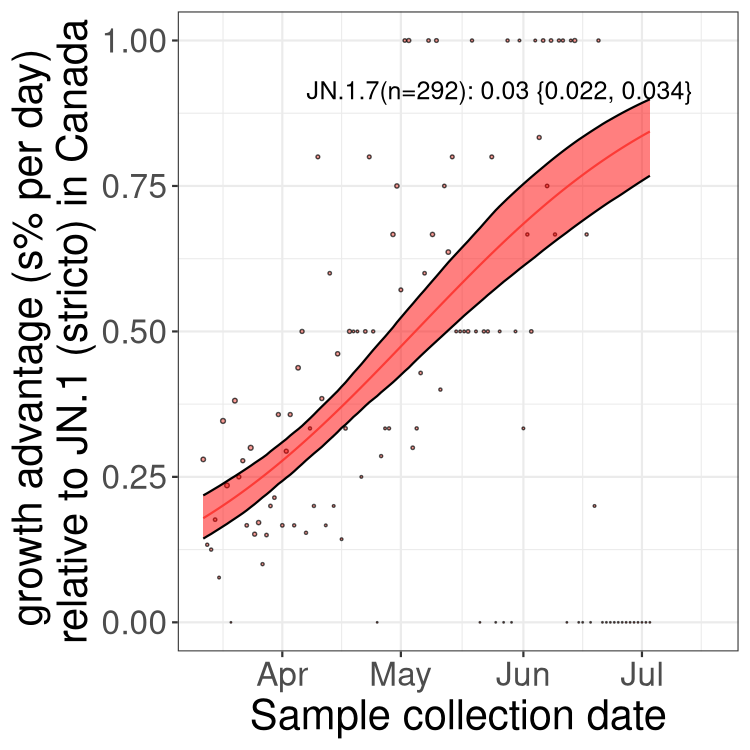 growth advantage (s% per day)
relative to JN.1 (stricto) in Canada
1.00
0.75
0.50
0.25
0.00
JN.1.7(n=292): 0.03 {0.022, 0.034}
Apr
May
Jun
Jul
Sample collection date